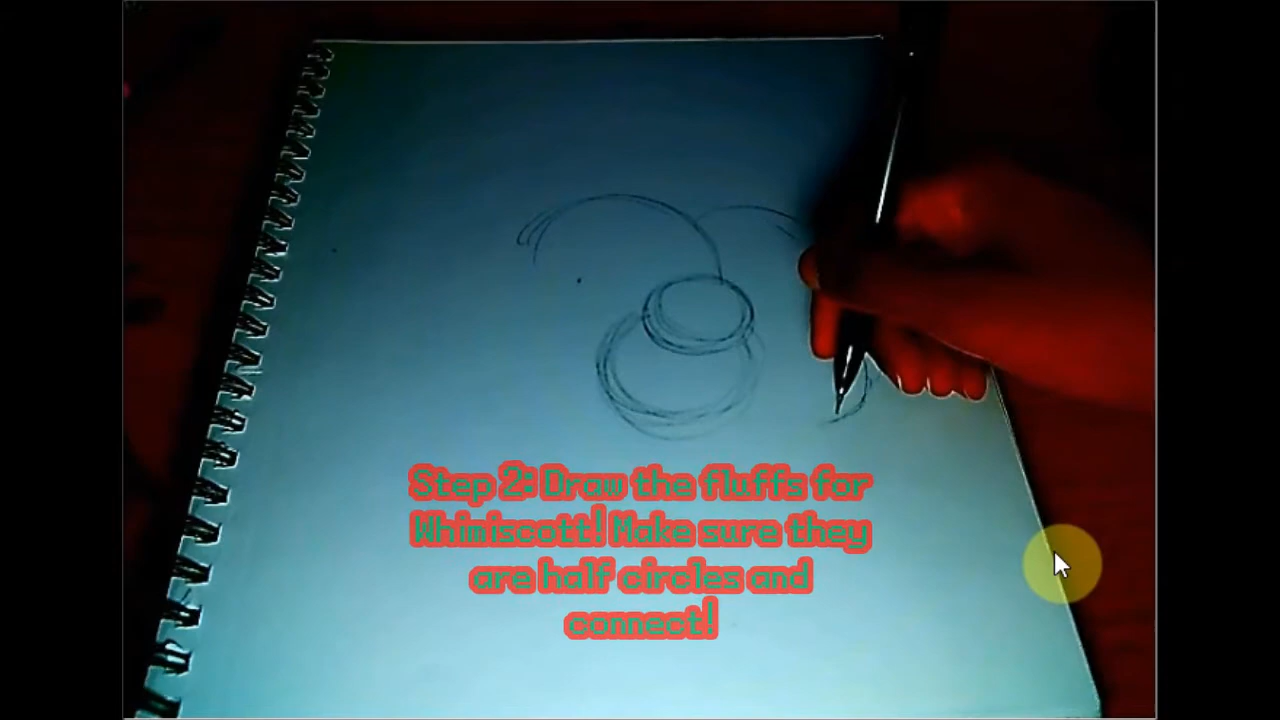 Step 2: Draw the fluffs for
Whimiscott! Make sure they
are half circles and
connect!